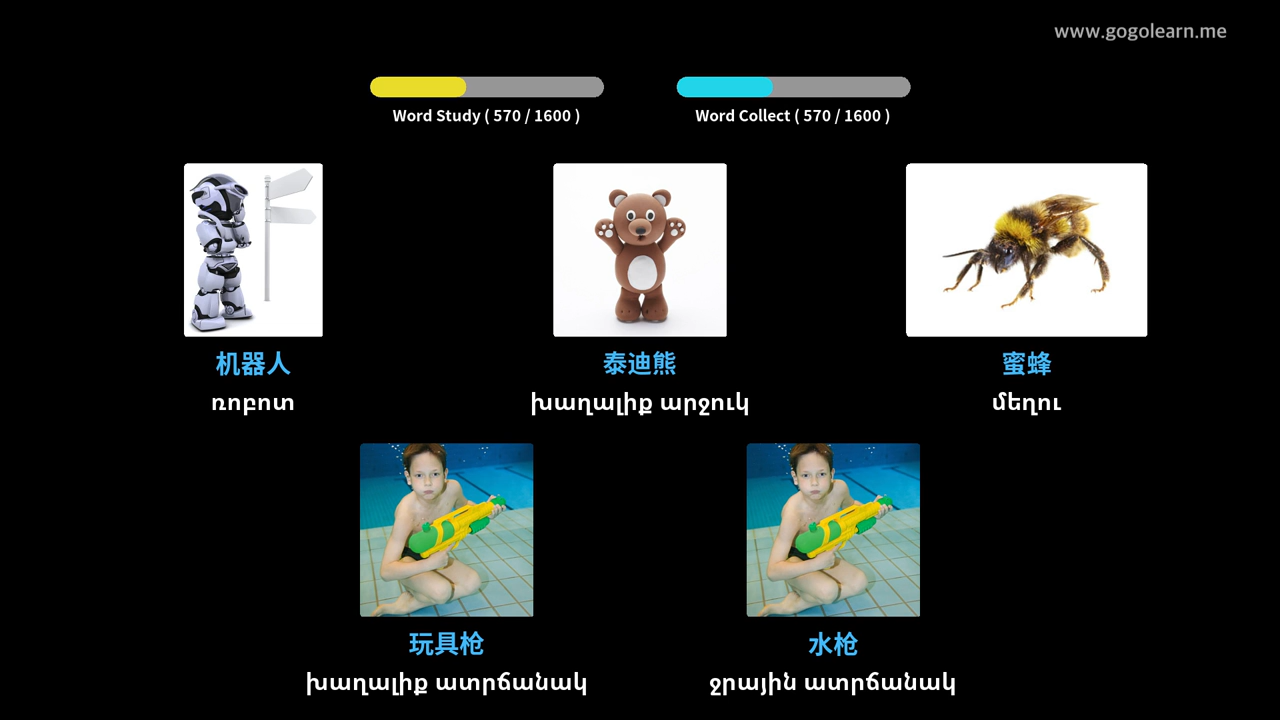 www.gogolearn.me
Word Study ( 570 / 1600 )
Word Collect ( 570 / 1600 )
机器人
ռոբոտ
泰迪熊
խաղալիք արջուկ
蜜蜂
մեղու
玩具枪
խաղալիք ատրճանակ
水枪
ջրային ատրճանակ